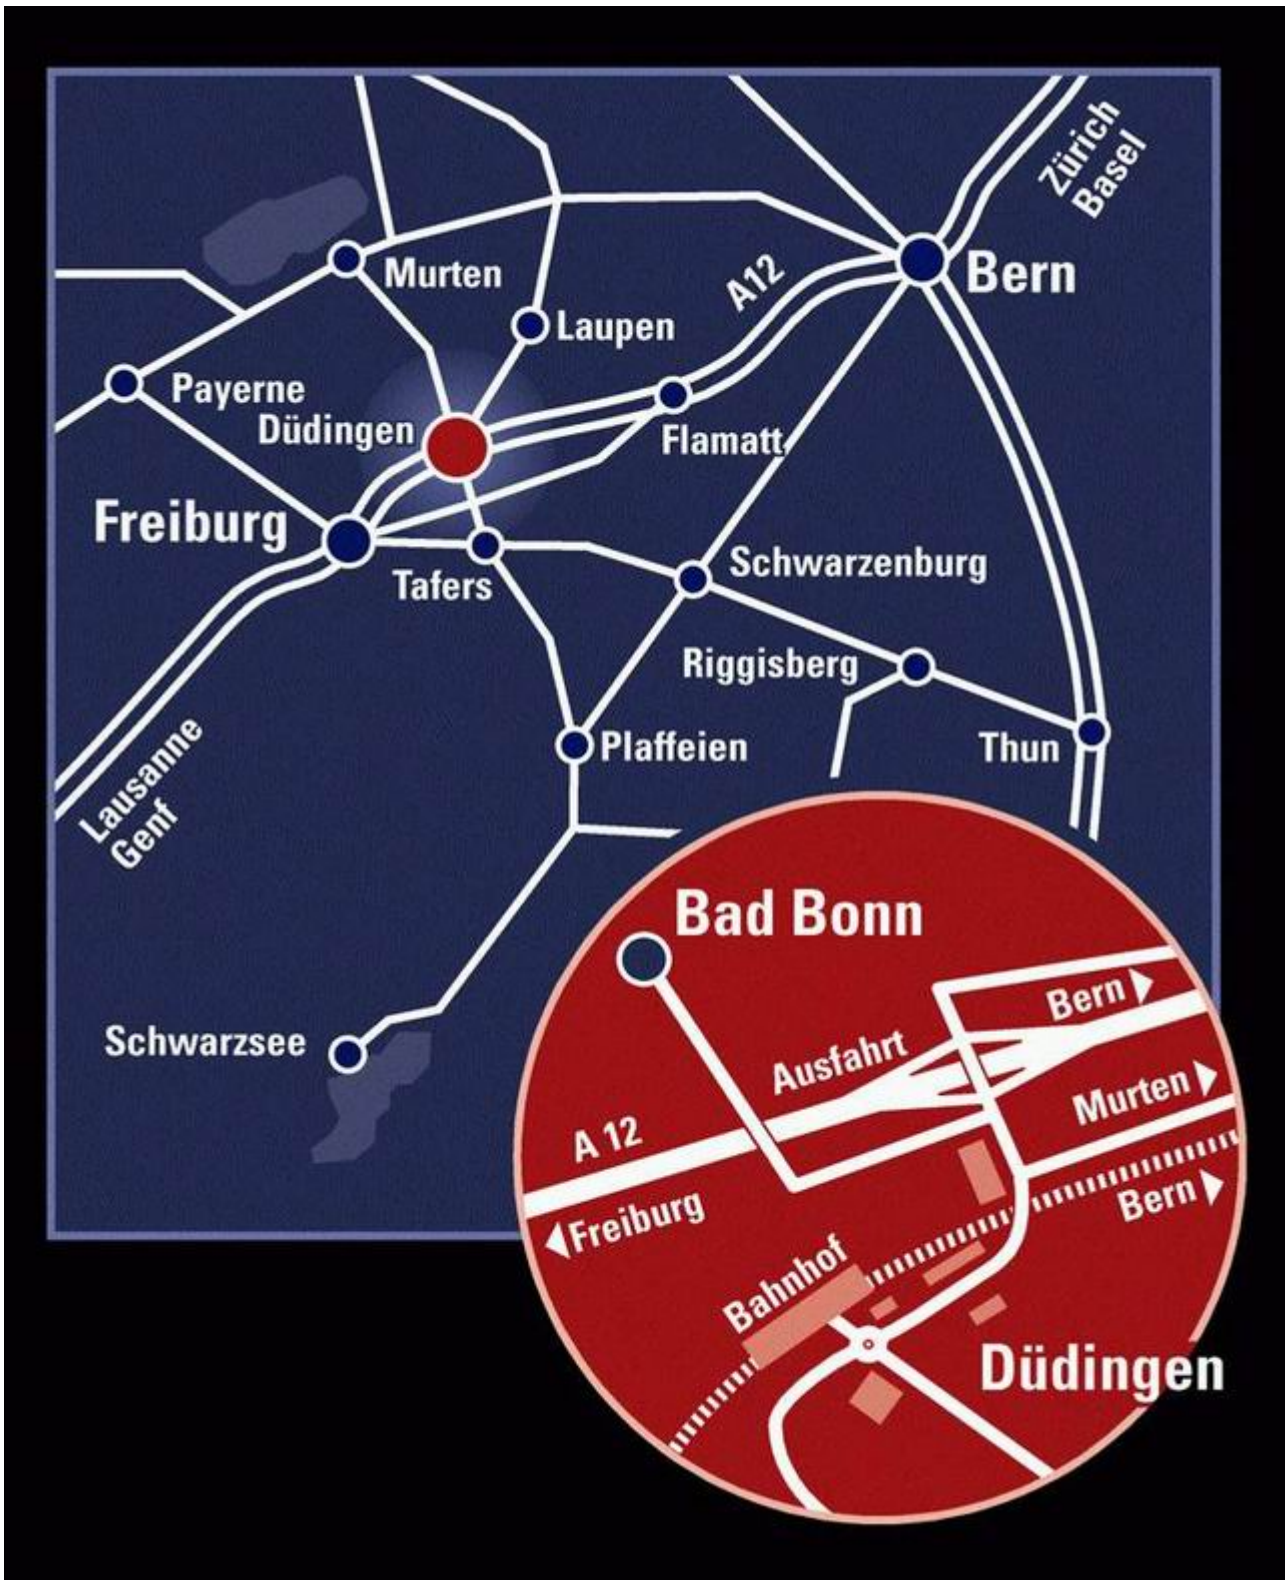 Zürich
Basel
Murten
A12
Bern
Laupen
Payerne
Düdingen
Flamatt
Freiburg
Tafers
Schwarzenburg
Riggisberg
Plaffeien
Thun
Lausanne
Genf
Schwarzsee
Bad Bonn
Bern
Ausfahrt
Murten
A 12
Freiburg
Bern
Bahnhof
Düdingen